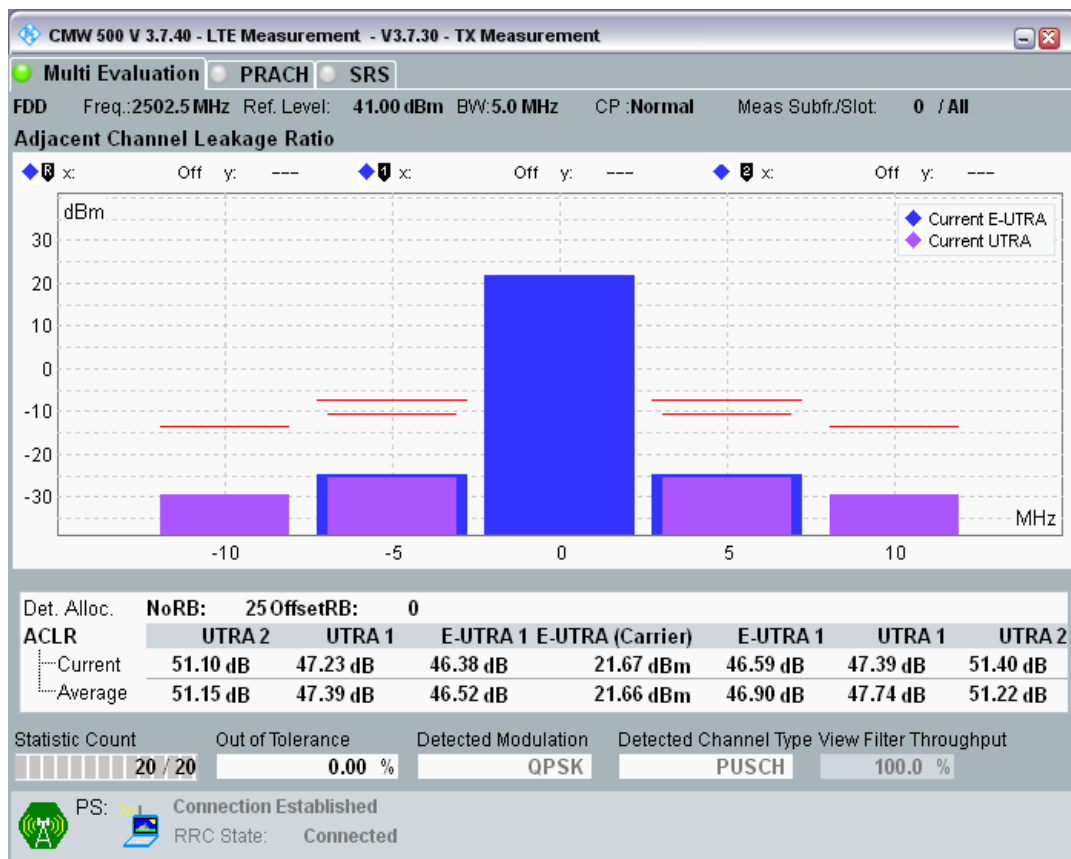 CMW 500 V 3.7.40 - LTE Measurement - V3.7.30 - TX Measurement
Multi Evaluation PRACH SRS
FDD Freq.:2502.5 MHz Ref. Level: 41.00 dBm BW:5.0 MHz CP :Normal Meas Subfr./Slot: 0 / All
Adjacent Channel Leakage Ratio
R x: Off y: --- 1 x: Off y: --- 2 x: Off y: ---
dBm
Current E-UTRA
Current UTRA
30
20
10
0
-10
-20
-30
MHz
-10 -5 0 5 10
Det. Alloc. NoRB: 25 OffsetRB: 0
ACLR UTRA 2 UTRA 1 E-UTRA 1 E-UTRA (Carrier) E-UTRA 1 UTRA 1 UTRA 2
Current 51.10 dB 47.23 dB 46.38 dB 21.67 dBm 46.59 dB 47.39 dB 51.40 dB
Average 51.15 dB 47.39 dB 46.52 dB 21.66 dBm 46.90 dB 47.74 dB 51.22 dB
Statistic Count Out of Tolerance Detected Modulation Detected Channel Type View Filter Throughput
20 / 20 0.00 % QPSK PUSCH 100.0 %
PS: Connection Established
RRC State: Connected